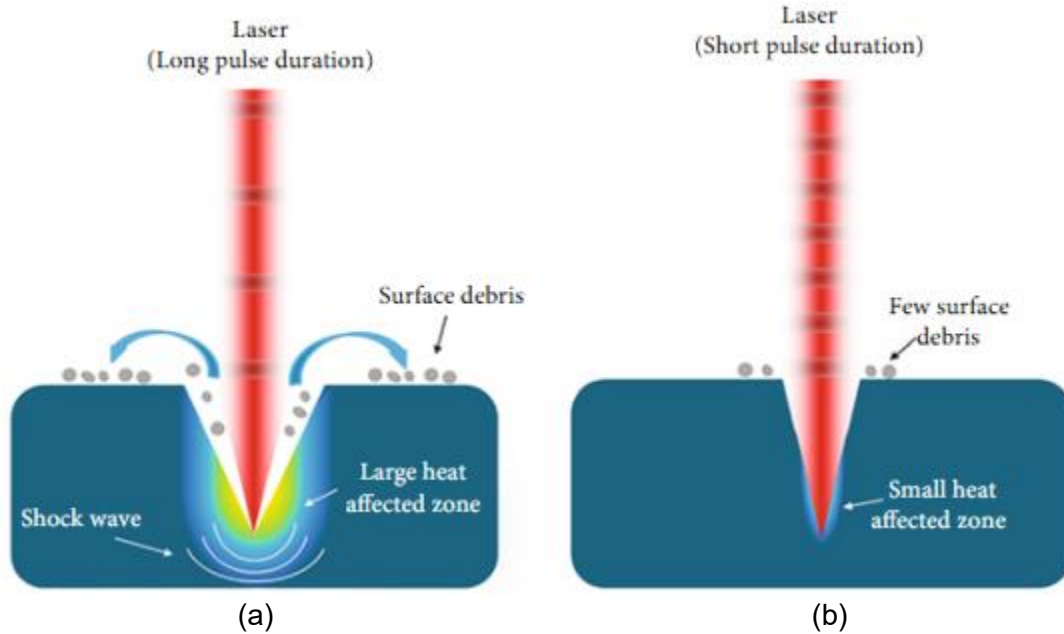 Laser
(Long pulse duration)
Surface debris
Large heat
affected zone
Shock wave
(a)
Laser
(Short pulse duration)
Few surface
debris
Small heat
affected zone
(b)